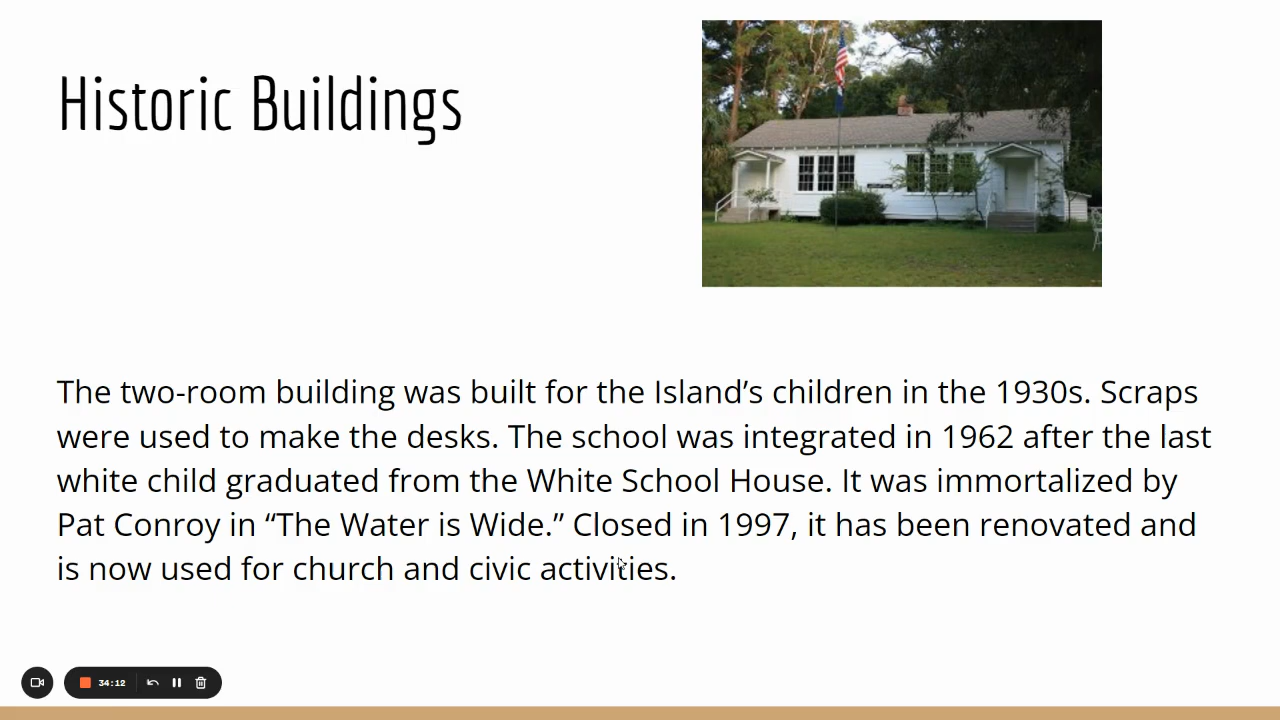 Historic Buildings
The two-room building was built for the Island’s children in the 1930s. Scraps
were used to make the desks. The school was integrated in 1962 after the last
white child graduated from the White School House. It was immortalized by
Pat Conroy in “The Water is Wide.” Closed in 1997, it has been renovated and
is now used for church and civic activities.
34:12